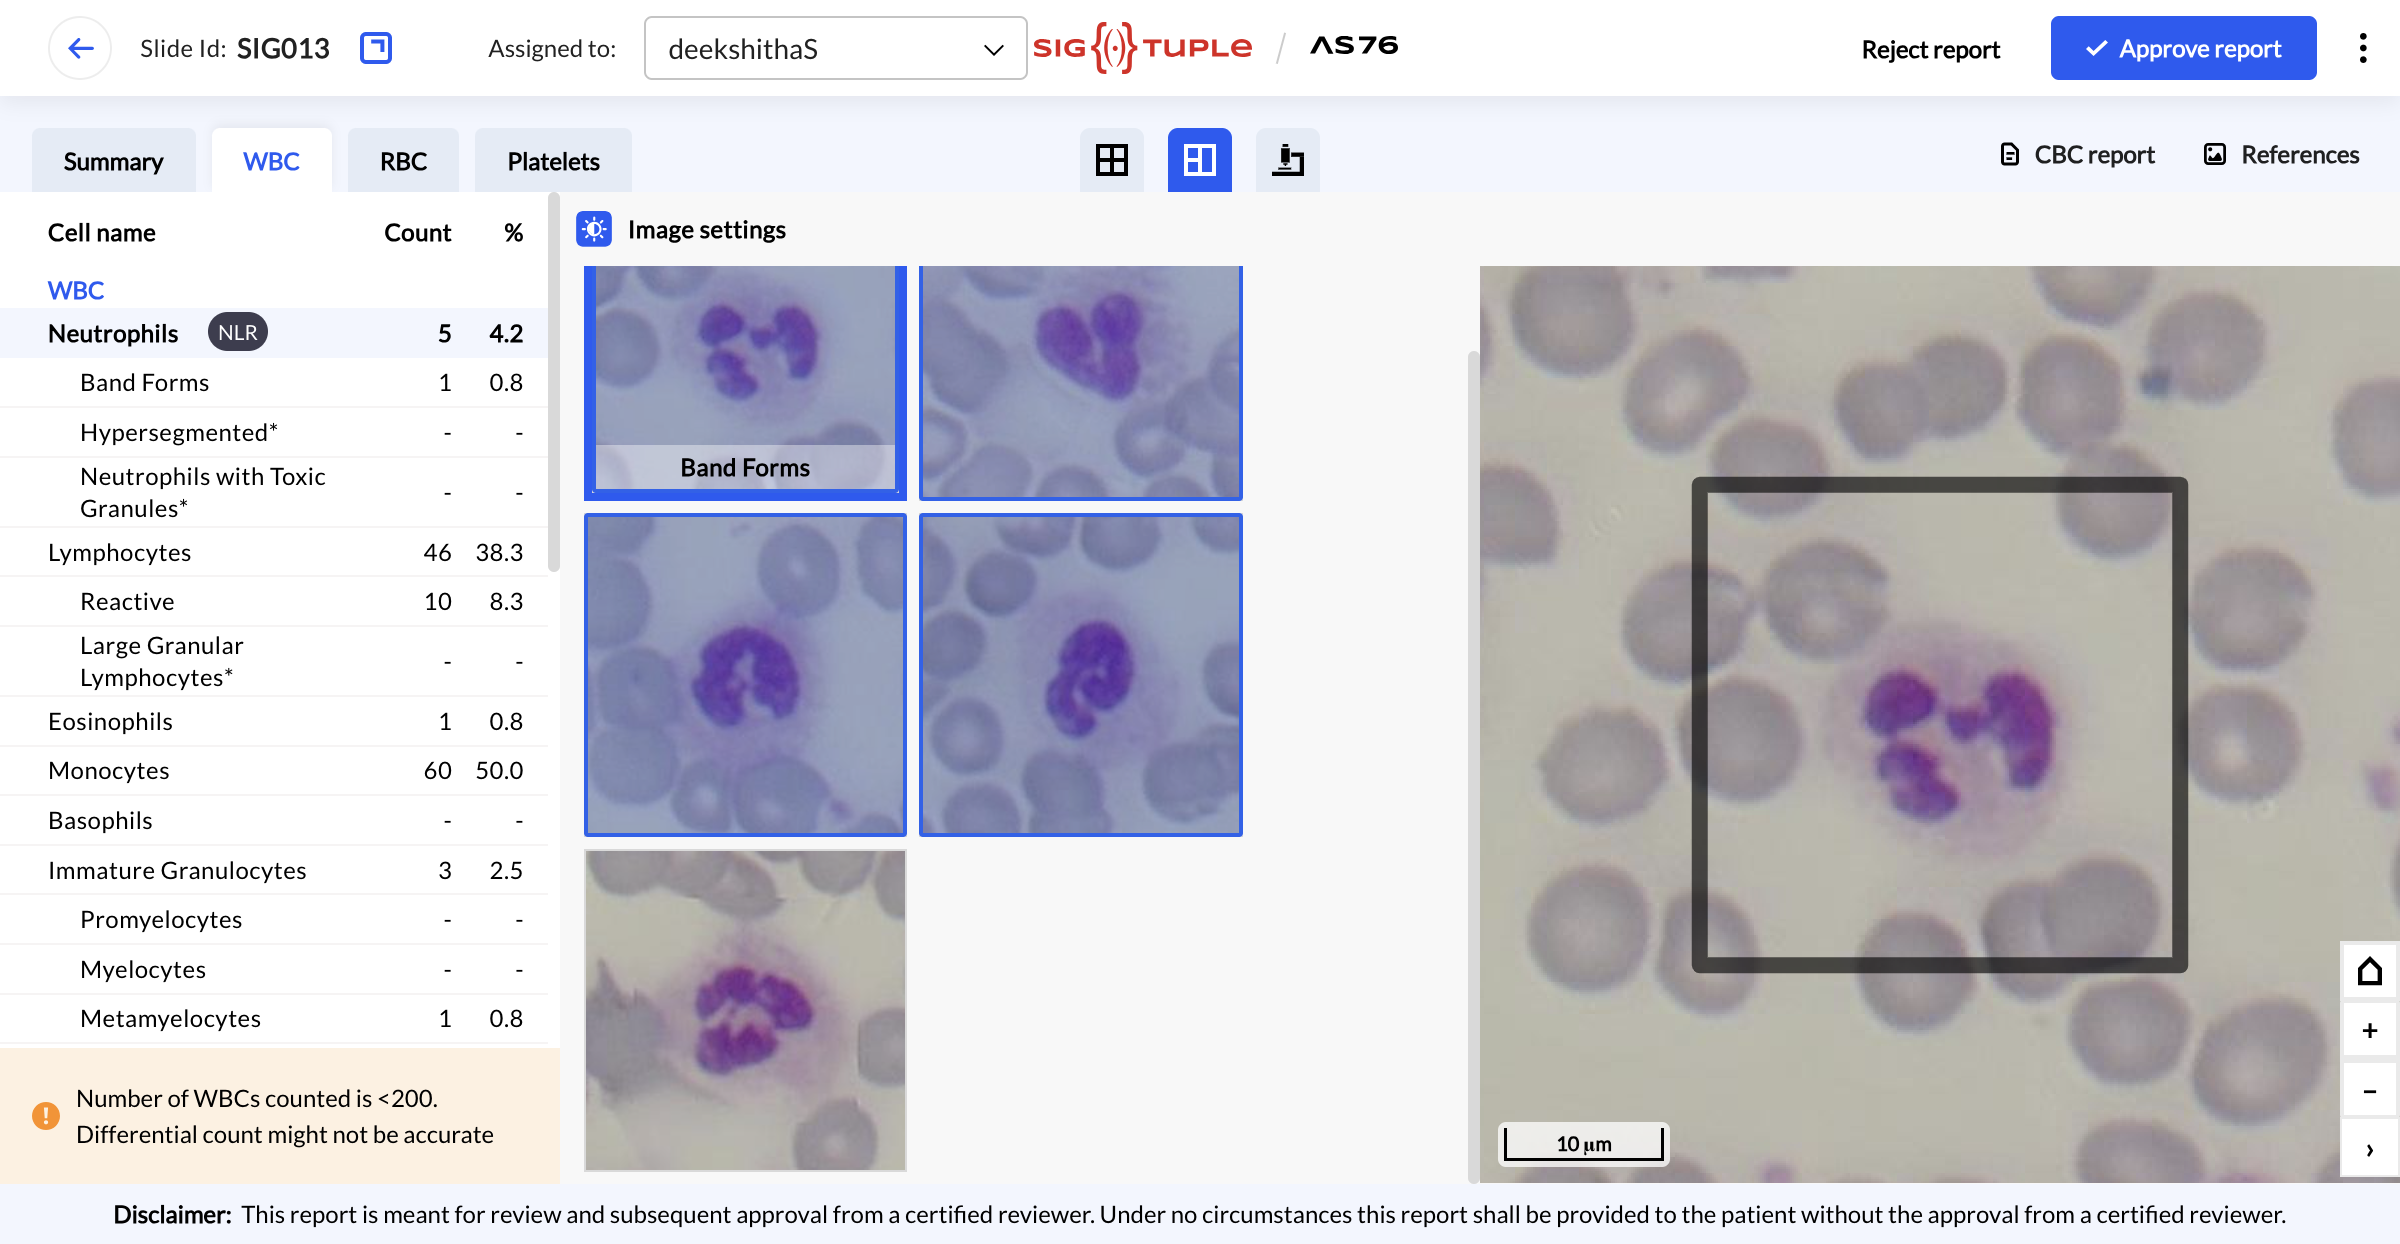 Slide Id: SIG013
Assigned to:
deekshithaS
SIG TUPLE / AS76
Reject report
Approve report
Summary
WBC
RBC
Platelets
CBC report
References
Cell name Count %
WBC
Neutrophils NLR 5 4.2
Band Forms 1 0.8
Hypersegmented* - -
Neutrophils with Toxic
Granules* - -
Lymphocytes 46 38.3
Reactive 10 8.3
Large Granular
Lymphocytes* - -
Eosinophils 1 0.8
Monocytes 60 50.0
Basophils - -
Immature Granulocytes 3 2.5
Promyelocytes - -
Myelocytes - -
Metamyelocytes 1 0.8
Number of WBCs counted is <200.
Differential count might not be accurate
Image settings
Band Forms
10 µm
Disclaimer: This report is meant for review and subsequent approval from a certified reviewer. Under no circumstances this report shall be provided to the patient without the approval from a certified reviewer.